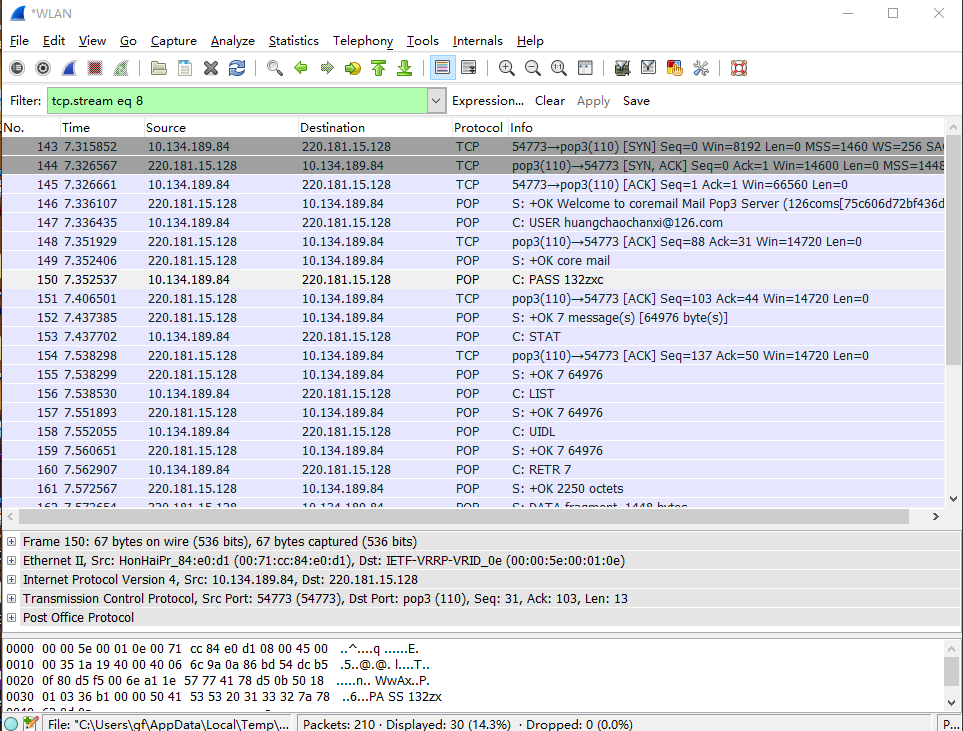 *WLAN
File Edit View Go Capture Analyze Statistics Telephony Tools Internals Help
Filter: tcp.stream eq 8 Expression... Clear Apply Save
No. Time Source Destination Protocol Info
143 7.315852 10.134.189.84 220.181.15.128 TCP 54773→pop3(110) [SYN] Seq=0 Win=8192 Len=0 MSS=1460 WS=256 SA
144 7.326567 220.181.15.128 10.134.189.84 TCP pop3(110)→54773 [SYN, ACK] Seq=0 Ack=1 Win=14600 Len=0 MSS=1448
145 7.326661 10.134.189.84 220.181.15.128 TCP 54773→pop3(110) [ACK] Seq=1 Ack=1 Win=66560 Len=0
146 7.336107 220.181.15.128 10.134.189.84 POP S: +OK Welcome to coremail Mail Pop3 Server (126coms[75c606d72bf436d
147 7.336435 10.134.189.84 220.181.15.128 POP C: USER huangchaochanxi@126.com
148 7.351929 220.181.15.128 10.134.189.84 TCP pop3(110)→54773 [ACK] Seq=88 Ack=31 Win=14720 Len=0
149 7.352406 220.181.15.128 10.134.189.84 POP S: +OK core mail
150 7.352537 10.134.189.84 220.181.15.128 POP C: PASS 132zxc
151 7.406501 220.181.15.128 10.134.189.84 TCP pop3(110)→54773 [ACK] Seq=103 Ack=44 Win=14720 Len=0
152 7.437385 220.181.15.128 10.134.189.84 POP S: +OK 7 message(s) [64976 byte(s)]
153 7.437702 10.134.189.84 220.181.15.128 POP C: STAT
154 7.538298 220.181.15.128 10.134.189.84 TCP pop3(110)→54773 [ACK] Seq=137 Ack=50 Win=14720 Len=0
155 7.538299 220.181.15.128 10.134.189.84 POP S: +OK 7 64976
156 7.538530 10.134.189.84 220.181.15.128 POP C: LIST
157 7.551893 220.181.15.128 10.134.189.84 POP S: +OK 7 64976
158 7.552055 10.134.189.84 220.181.15.128 POP C: UIDL
159 7.560651 220.181.15.128 10.134.189.84 POP S: +OK 7 64976
160 7.562907 10.134.189.84 220.181.15.128 POP C: RETR 7
161 7.572567 220.181.15.128 10.134.189.84 POP S: +OK 2250 octets
Frame 150: 67 bytes on wire (536 bits), 67 bytes captured (536 bits)
Ethernet II, Src: HonHaiPr_84:e0:d1 (00:71:cc:84:e0:d1), Dst: IETF-VRRP-VRID_0e (00:00:5e:00:01:0e)
Internet Protocol Version 4, Src: 10.134.189.84, Dst: 220.181.15.128
Transmission Control Protocol, Src Port: 54773 (54773), Dst Port: pop3 (110), Seq: 31, Ack: 103, Len: 13
Post Office Protocol
0000 00 00 5e 00 01 0e 00 71 cc 84 e0 d1 08 00 45 00 ..^....q ......E.
0010 00 35 1a 19 40 00 40 06 6c 9a 0a 86 bd 54 dc b5 .5..@.@. l....T..
0020 0f 80 d5 f5 00 6e a1 1e 57 77 41 78 d5 0b 50 18 .....n.. WwAx..P.
0030 01 03 36 b1 00 00 50 41 53 53 20 31 33 32 7a 78 ..6...PA SS 132zx
File: "C:\Users\gf\AppData\Local\Temp\... Packets: 210 · Displayed: 30 (14.3%) · Dropped: 0 (0.0%) P...